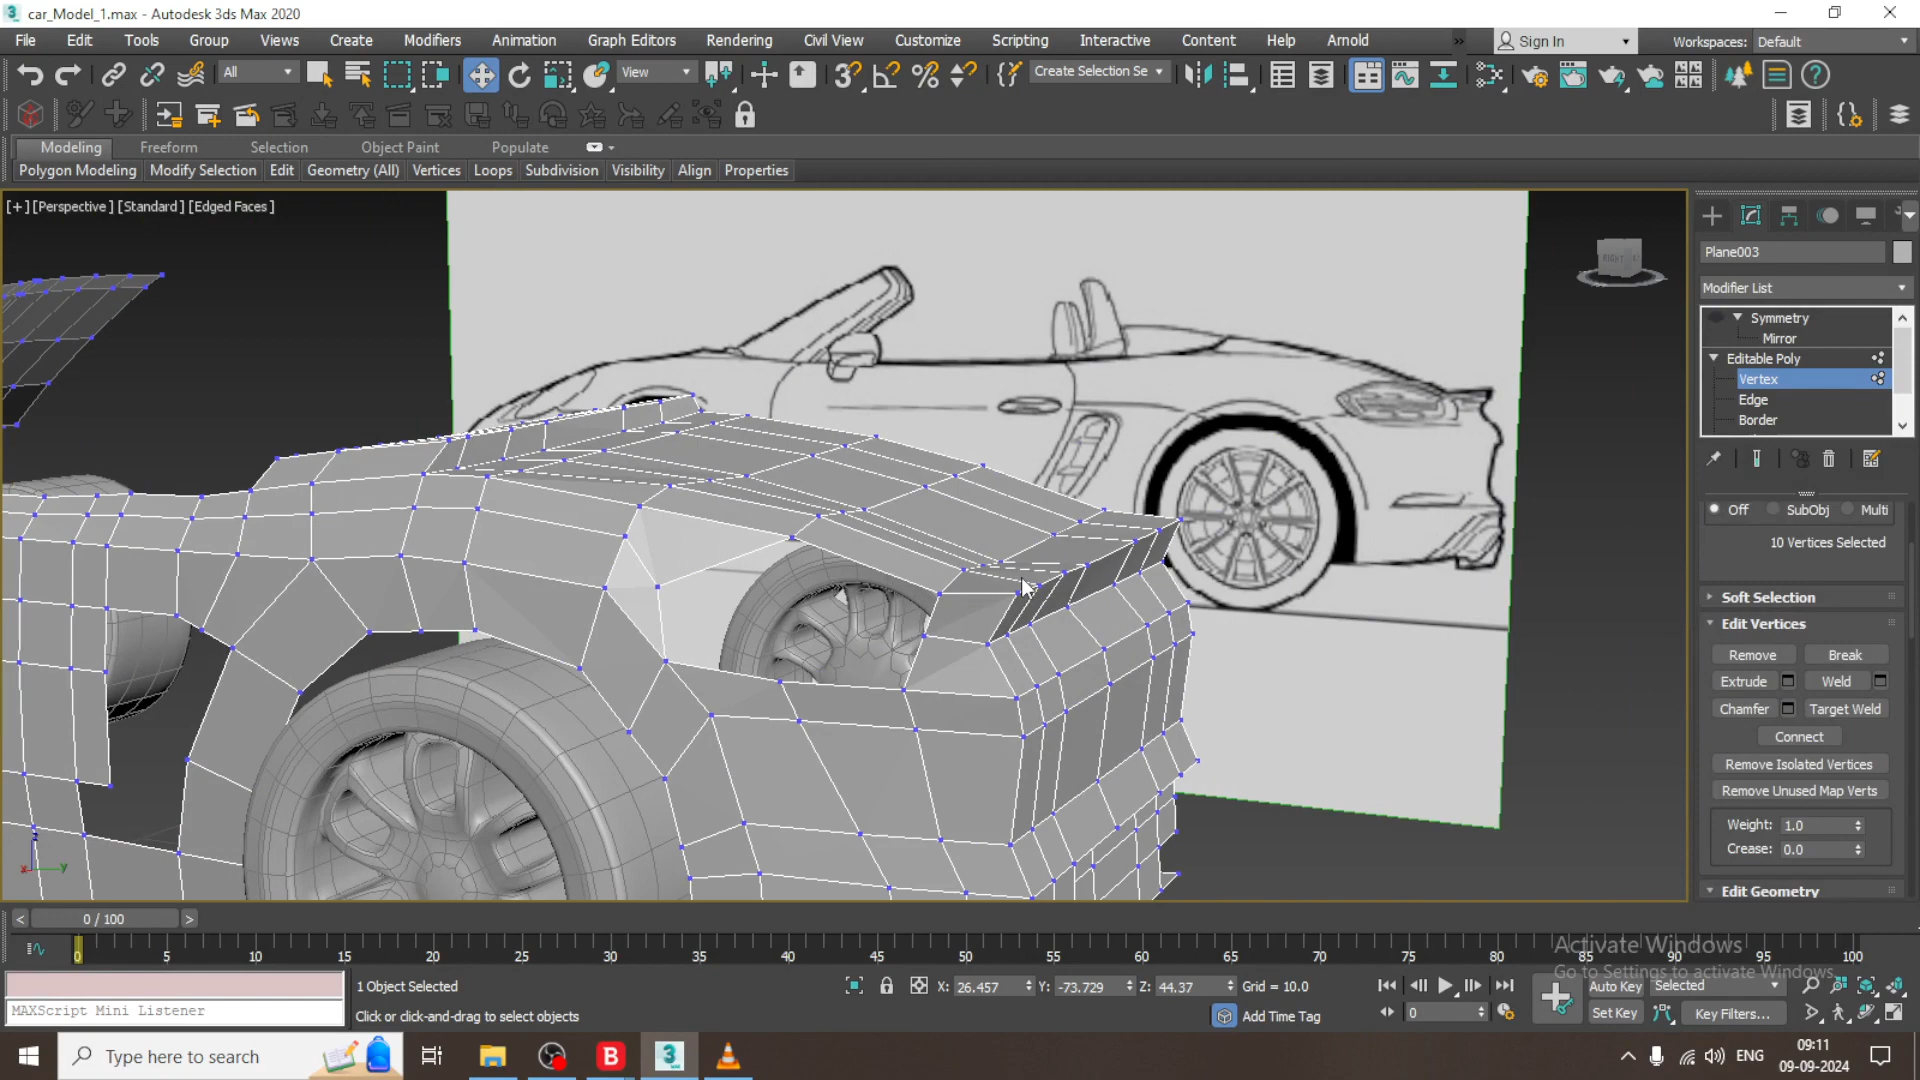 car_Model_1.max - Autodesk 3ds Max 2020
File Edit Tools Group Views Create Modifiers Animation Graph Editors Rendering Civil View Customize Scripting Interactive Content Help Arnold Sign In Workspaces: Default
All View Create Selection Se
Modeling Freeform Selection Object Paint Populate
Polygon Modeling Modify Selection Edit Geometry (All) Vertices Loops Subdivision Visibility Align Properties
[+] [Perspective] [Standard] [Edged Faces]
RIGHT
Plane003
Modifier List
Symmetry
Mirror
Editable Poly
Vertex
Edge
Border
Off SubObj Multi
10 Vertices Selected
Soft Selection
Edit Vertices
Remove Break
Extrude Weld
Chamfer Target Weld
Connect
Remove Isolated Vertices
Remove Unused Map Verts
Weight: 1.0
Crease: 0.0
Edit Geometry
x y z
< 0 / 100 >
0 5 10 15 20 25 30 35 40 45 50 55 60 65 70 75 80 85 90 95 100
Activate Windows
Go to Settings to activate Windows.
MAXScript Mini Listener
1 Object Selected
Click or click-and-drag to select objects
X: 26.457 Y: -73.729 Z: 44.37 Grid = 10.0
Add Time Tag
0
Auto Key Selected
Set Key Key Filters...
Type here to search
B
3
ENG
09:11
09-09-2024